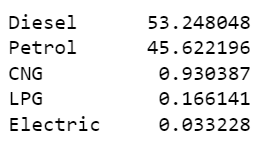 Diesel 53.248048
Petrol 45.622196
CNG 0.930387
LPG 0.166141
Electric 0.033228